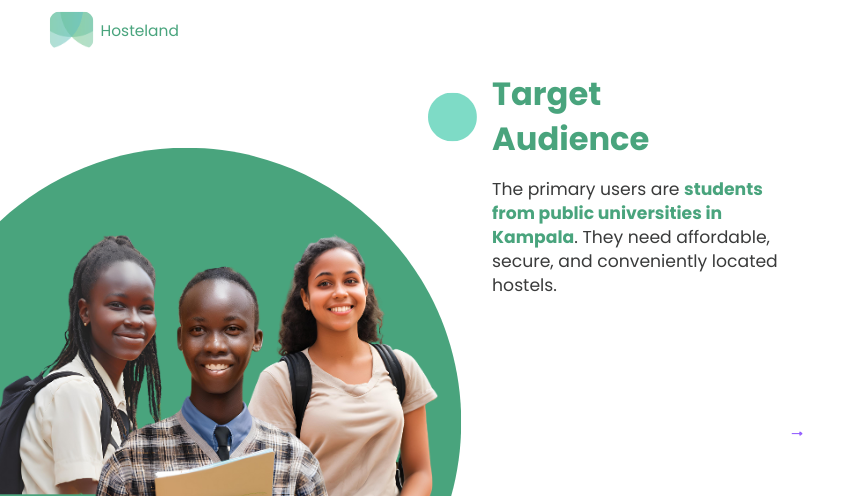 Hosteland
Target
Audience
The primary users are students
from public universities in
Kampala. They need affordable,
secure, and conveniently located
hostels.